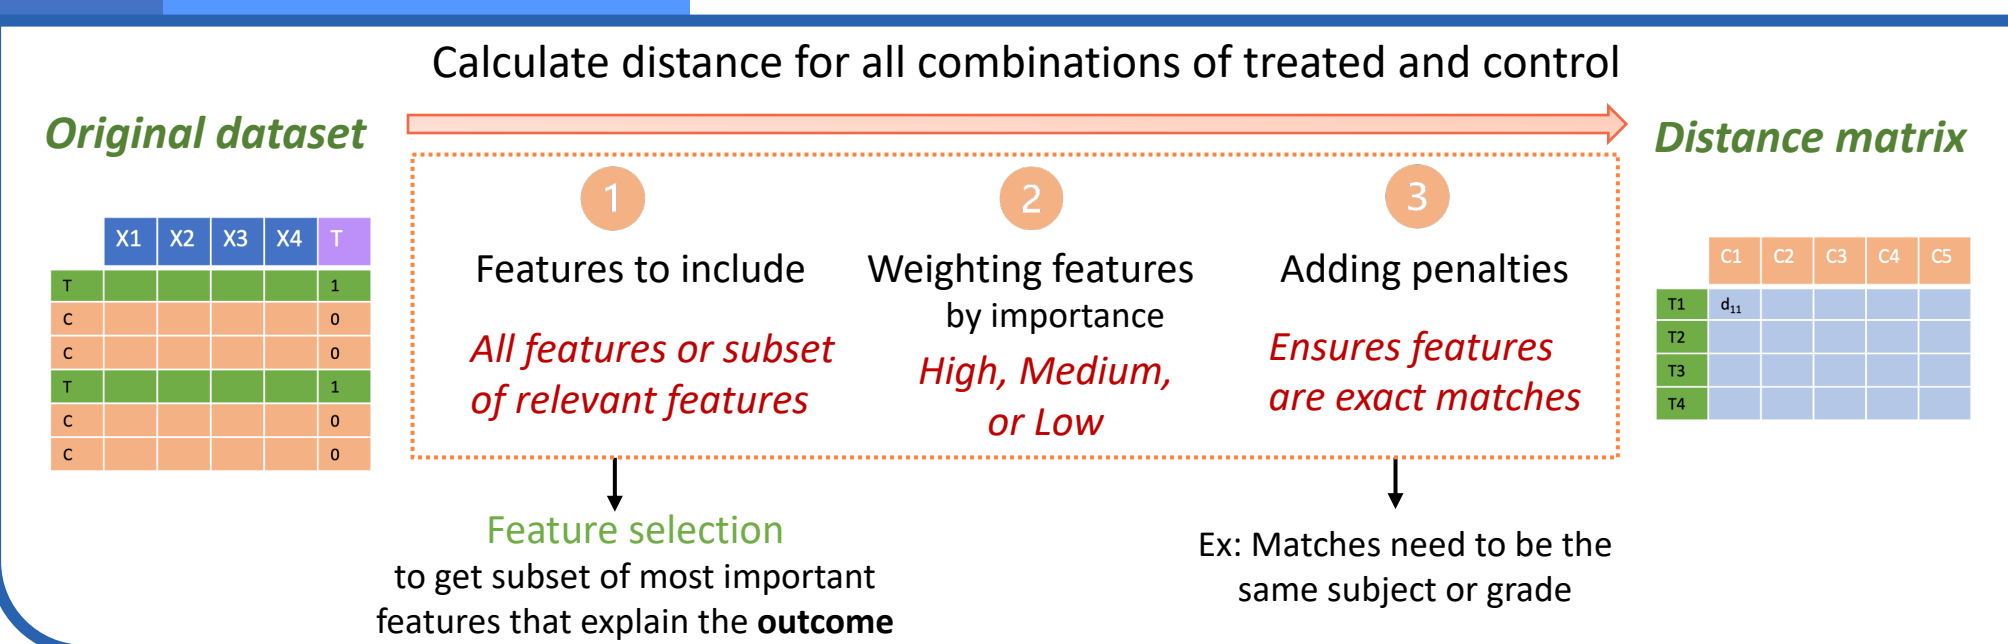 Calculate distance for all combinations of treated and control
Original dataset
Distance matrix
X1 X2 X3 X4 T
T 1
C 0
C 0
T 1
C 0
C 0
1
Features to include
All features or subset
of relevant features
2
Weighting features
by importance
High, Medium,
or Low
3
Adding penalties
Ensures features
are exact matches
C1 C2 C3 C4 C5
T1 d₁₁
T2
T3
T4
Feature selection
to get subset of most important
features that explain the outcome
Ex: Matches need to be the
same subject or grade